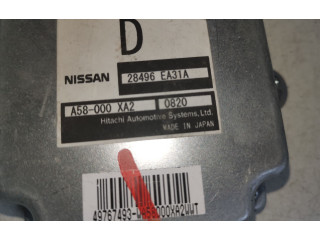 D
NISSAN 28496 EA31A
A58-000 XA2 0820
Hitachi Automotive Systems,Ltd.
MADE IN JAPAN